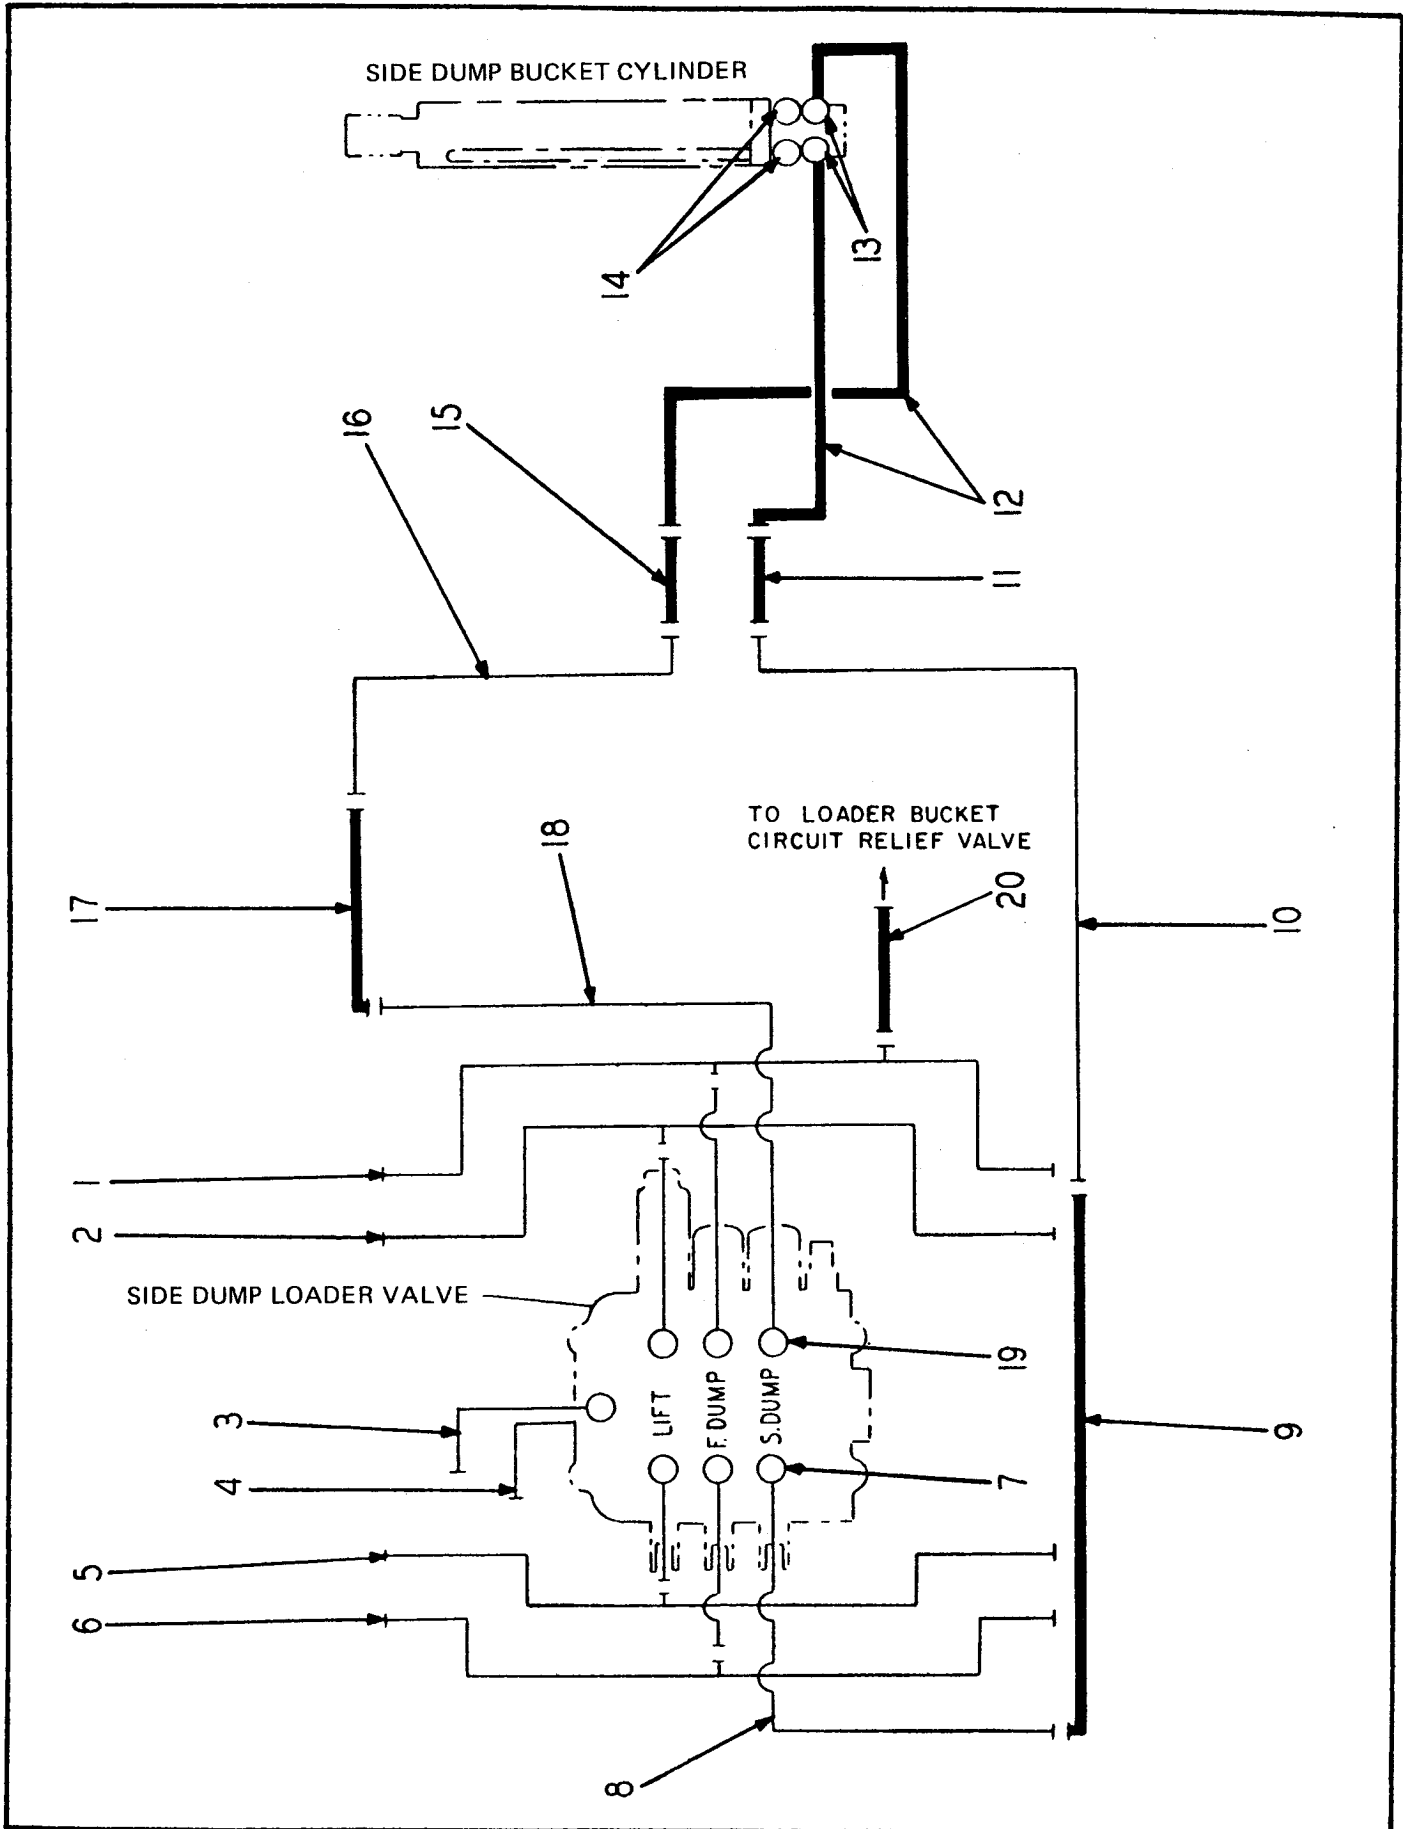 SIDE DUMP BUCKET CYLINDER
14
13
16
15
12
11
17
18
TO LOADER BUCKET
CIRCUIT RELIEF VALVE
20
10
1
2
SIDE DUMP LOADER VALVE
3
4
LIFT
F. DUMP
S. DUMP
19
7
9
5
6
8